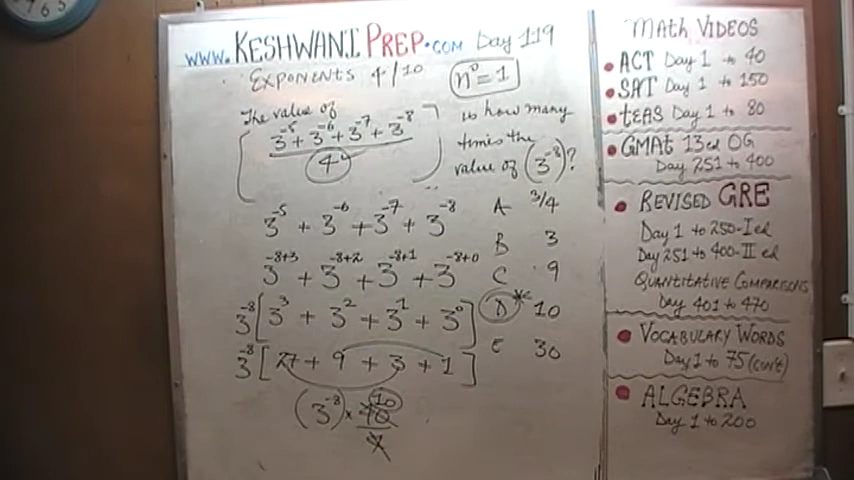 www.KESHWANI PREP.com Day 119
EXPONENTS 4/10
n⁰ = 1
The value of
3⁻⁵ + 3⁻⁶ + 3⁻⁷ + 3⁻⁸
4
is how many
times the
value of (3⁻⁸)?
3⁻⁵ + 3⁻⁶ + 3⁻⁷ + 3⁻⁸
3⁻⁸⁺³ + 3⁻⁸⁺² + 3⁻⁸⁺¹ + 3⁻⁸⁺⁰
3⁻⁸[3³ + 3² + 3¹ + 3⁰]
3⁻⁸[27 + 9 + 3 + 1]
(3⁻⁸) × 40 10
4
A 3/4
B 3
C 9
D* 10
E 30
MATH VIDEOS
ACT Day 1 to 40
SAT Day 1 to 150
tEAS Day 1 to 80
GMAt 13ed OG
Day 251 to 400
REVISED GRE
Day 1 to 250-I ed
Day 251 to 400-II ed
QUANTITATIVE COMPARISONS
Day 401 to 470
VOCABULARY WORDS
Day 1 to 75 (con't)
ALGEBRA
Day 1 to 200